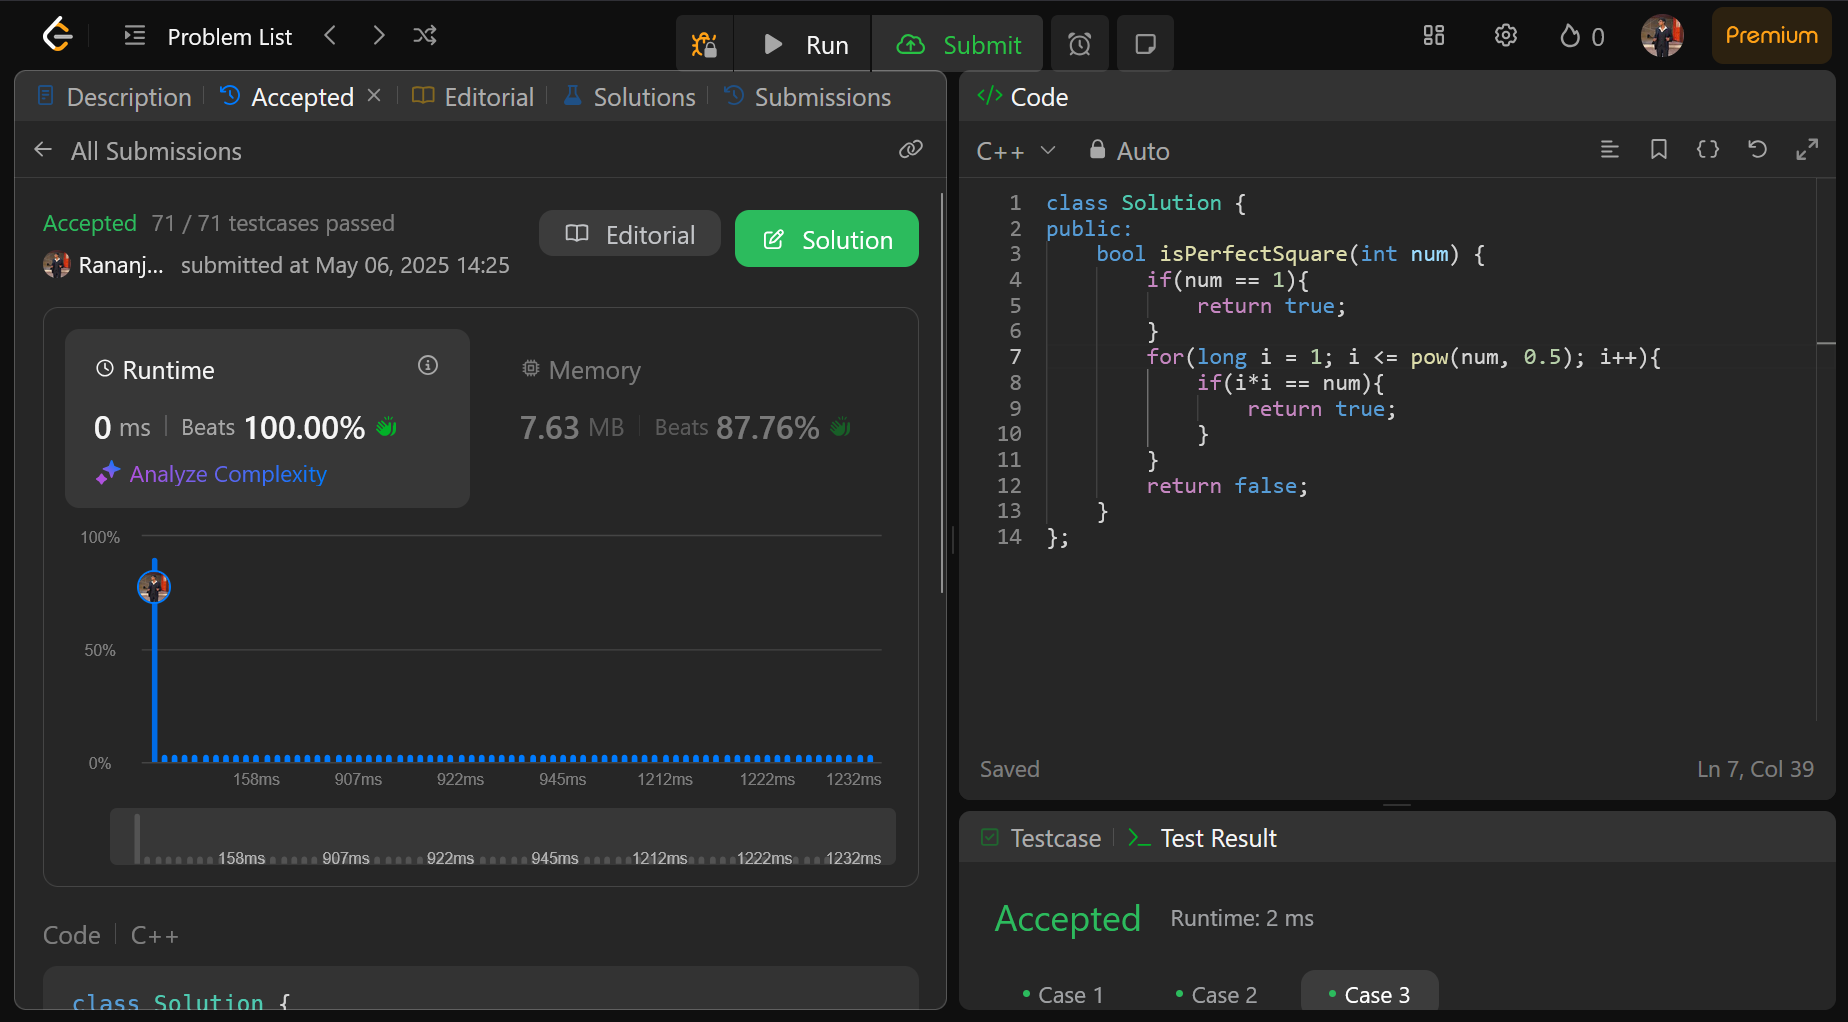 Problem List
Run
Submit
0
Premium
Description
Accepted
Editorial
Solutions
Submissions
All Submissions
Accepted 71 / 71 testcases passed
Rananj... submitted at May 06, 2025 14:25
Editorial
Solution
Runtime
0 ms Beats 100.00%
Analyze Complexity
Memory
7.63 MB Beats 87.76%
100%
50%
0%
158ms 907ms 922ms 945ms 1212ms 1222ms 1232ms
158ms 907ms 922ms 945ms 1212ms 1222ms 1232ms
Code C++
class Solution {
</> Code
C++ Auto
1 class Solution {
2 public:
3 bool isPerfectSquare(int num) {
4 if(num == 1){
5 return true;
6 }
7 for(long i = 1; i <= pow(num, 0.5); i++){
8 if(i*i == num){
9 return true;
10 }
11 }
12 return false;
13 }
14 };
Saved
Ln 7, Col 39
Testcase
Test Result
Accepted Runtime: 2 ms
Case 1
Case 2
Case 3